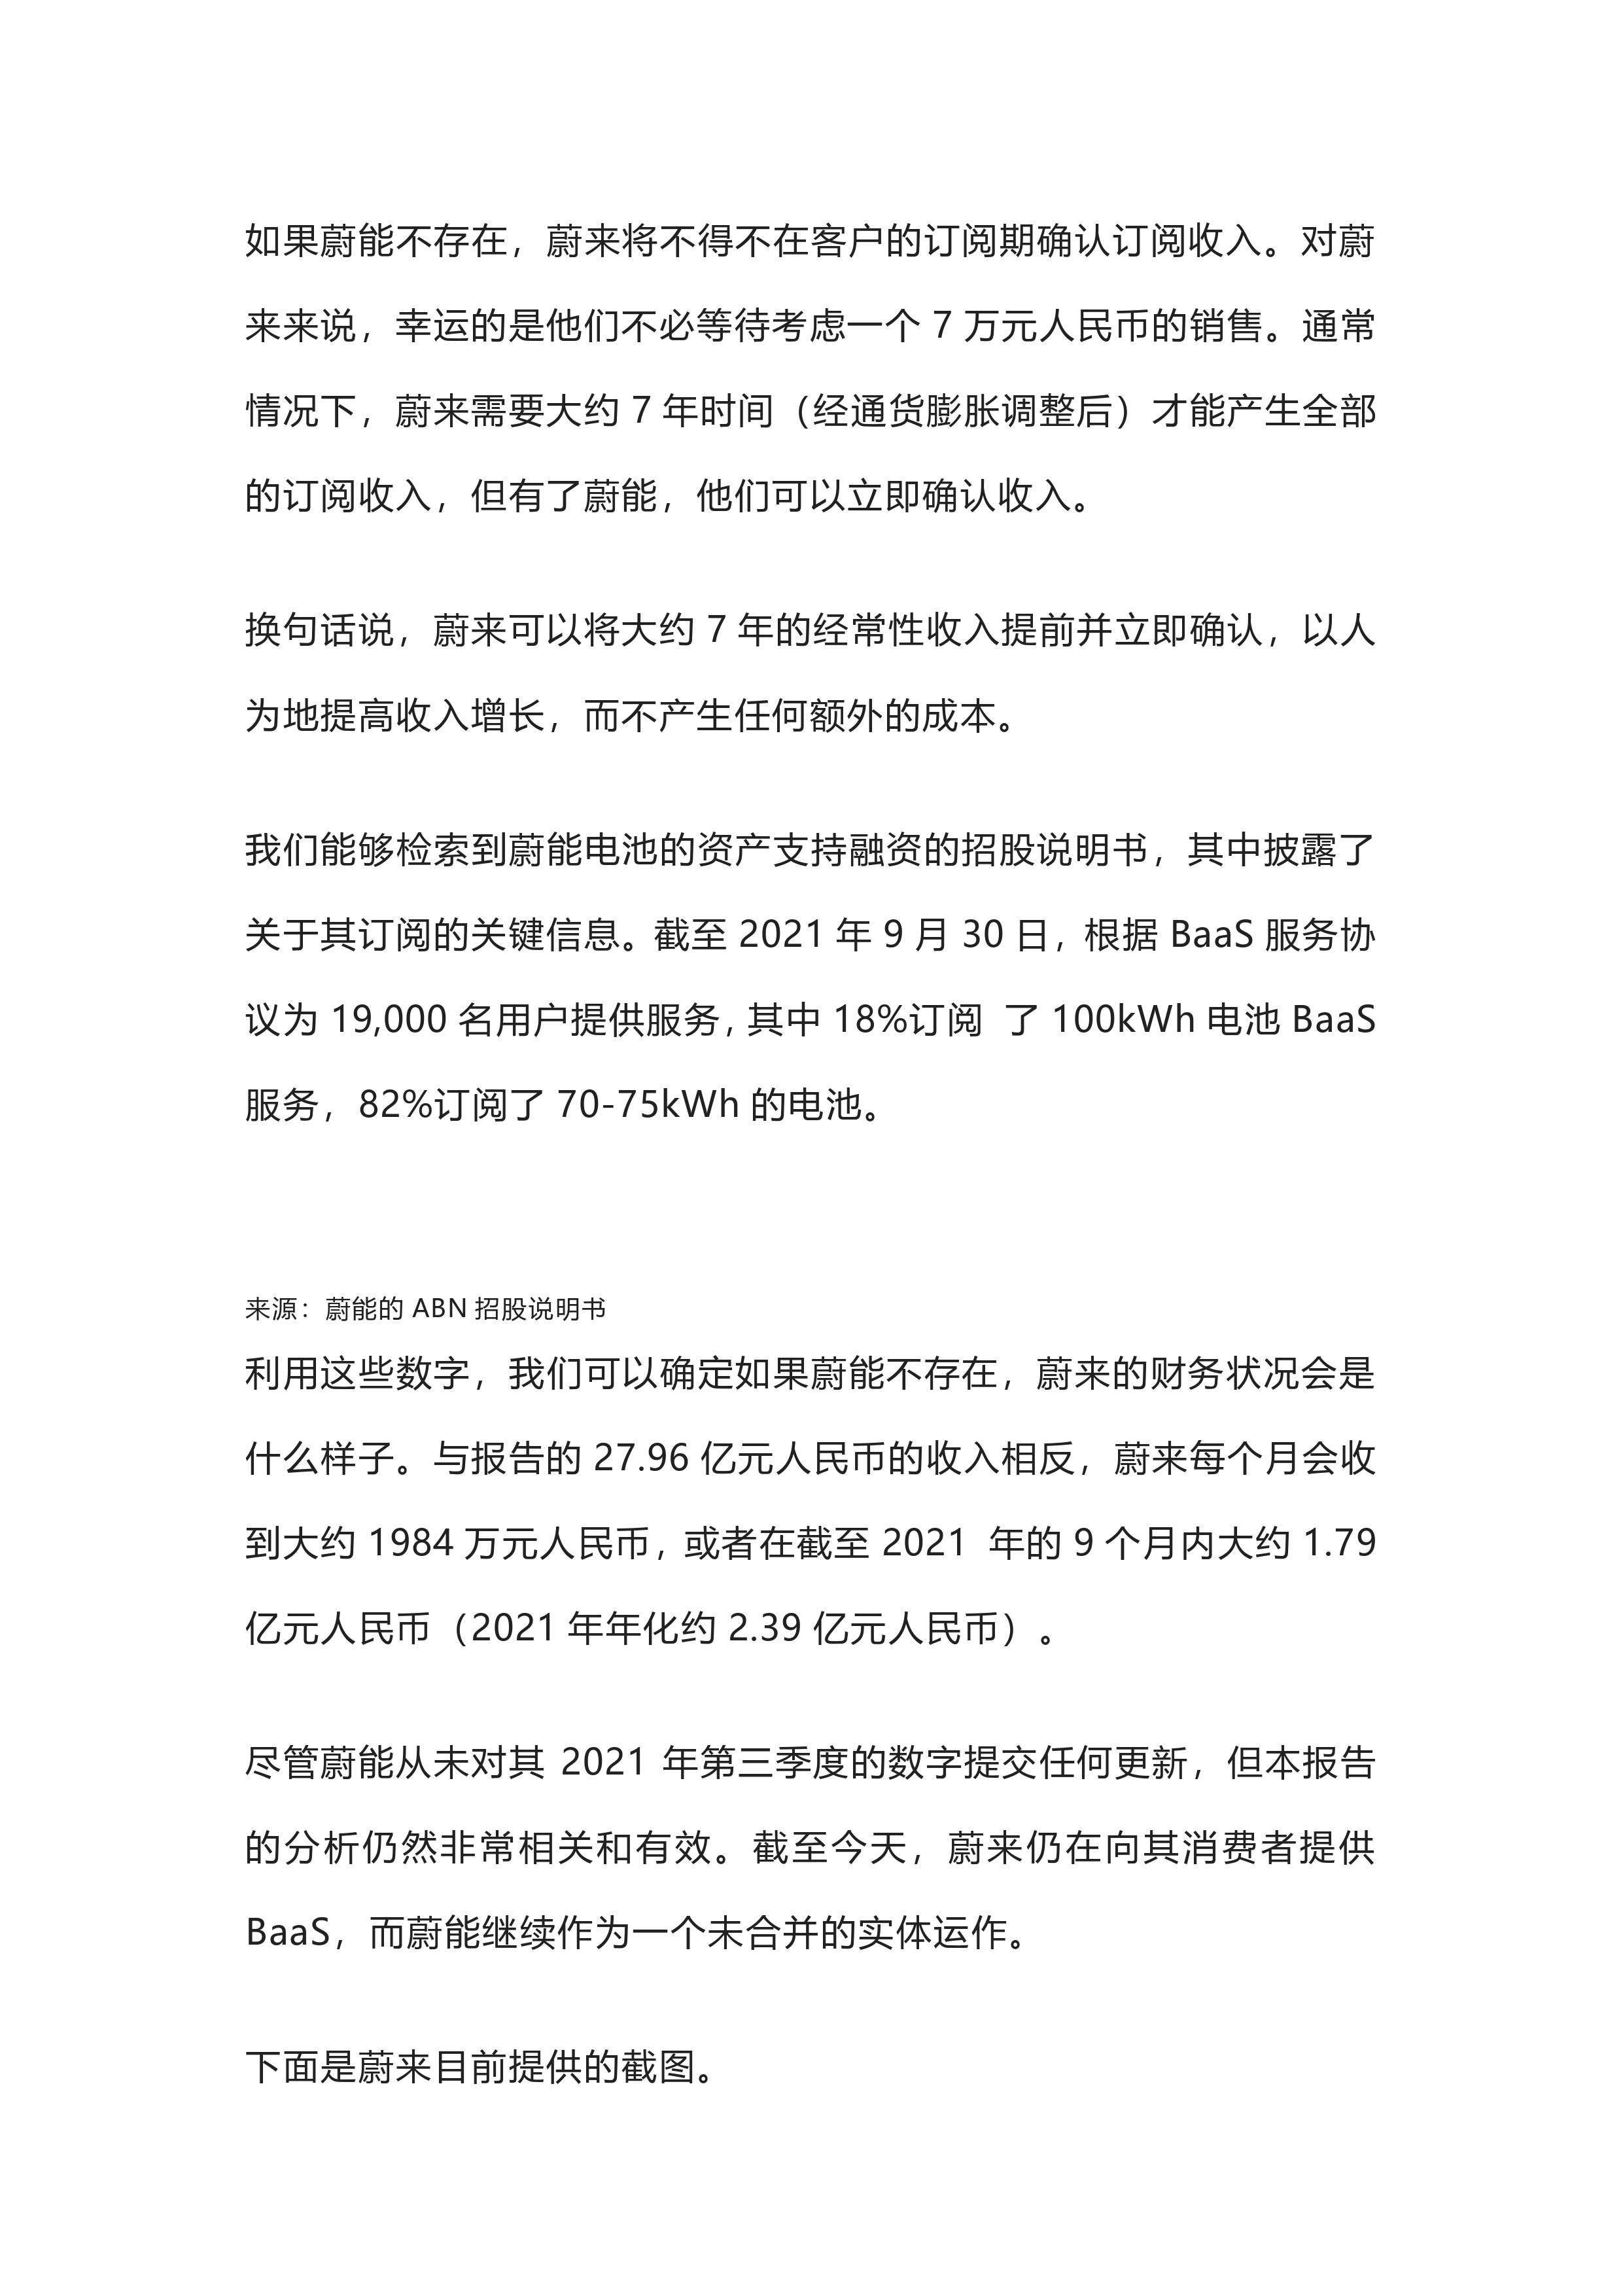 如果蔚能不存在，蔚来将不得不在客户的订阅期确认订阅收入。对蔚
来来说，幸运的是他们不必等待考虑一个 7 万元人民币的销售。通常
情况下，蔚来需要大约 7 年时间（经通货膨胀调整后）才能产生全部
的订阅收入，但有了蔚能，他们可以立即确认收入。
换句话说，蔚来可以将大约 7 年的经常性收入提前并立即确认，以人
为地提高收入增长，而不产生任何额外的成本。
我们能够检索到蔚能电池的资产支持融资的招股说明书，其中披露了
关于其订阅的关键信息。截至 2021 年 9 月 30 日，根据 BaaS 服务协
议为 19,000 名用户提供服务，其中 18%订阅 了 100kWh 电池 BaaS
服务，82%订阅了 70-75kWh 的电池。
来源：蔚能的 ABN 招股说明书
利用这些数字，我们可以确定如果蔚能不存在，蔚来的财务状况会是
什么样子。与报告的 27.96 亿元人民币的收入相反，蔚来每个月会收
到大约 1984 万元人民币，或者在截至 2021 年的 9 个月内大约 1.79
亿元人民币（2021 年年化约 2.39 亿元人民币）。
尽管蔚能从未对其 2021 年第三季度的数字提交任何更新，但本报告
的分析仍然非常相关和有效。截至今天，蔚来仍在向其消费者提供
BaaS，而蔚能继续作为一个未合并的实体运作。
下面是蔚来目前提供的截图。